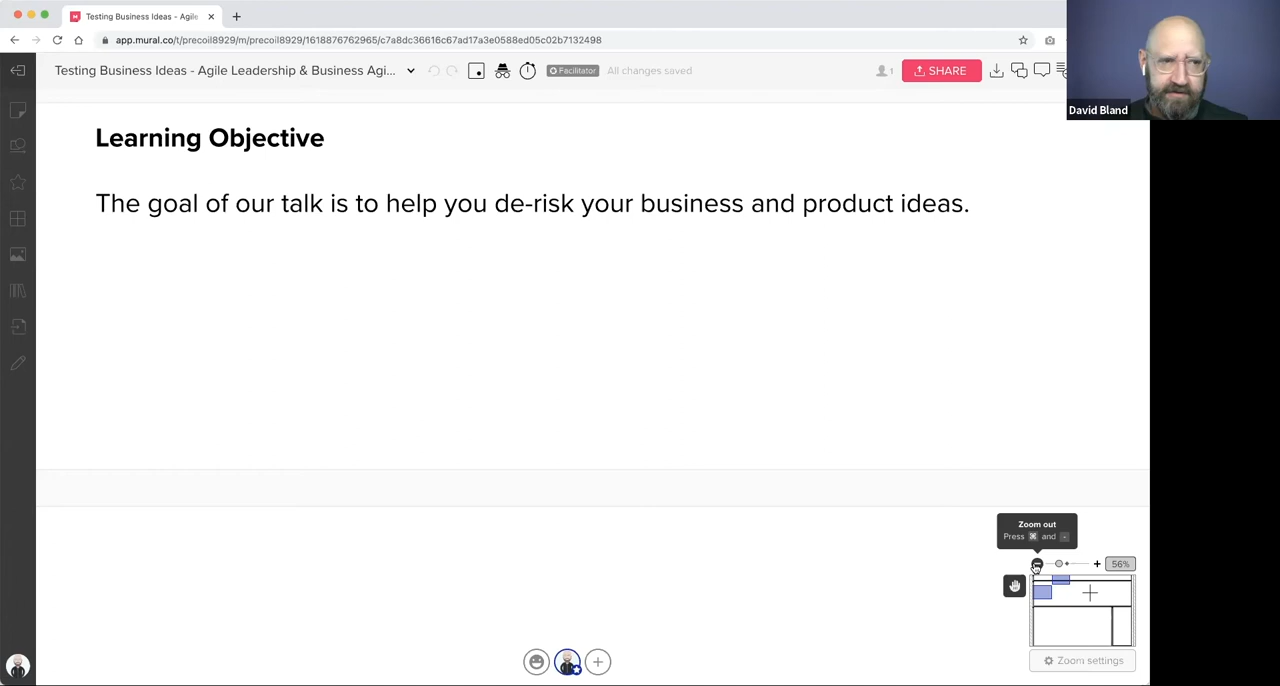 Testing Business Ideas - Agile
app.mural.co/t/precoil8929/m/precoil8929/1618876762965/c7a8dc36616c67ad17a3e0588ed05c02b7132498
Testing Business Ideas - Agile Leadership & Business Agi...
Facilitator
All changes saved
1
SHARE
David Bland
Learning Objective
The goal of our talk is to help you de-risk your business and product ideas.
Zoom out
Press ⌘ and -
56%
Zoom settings